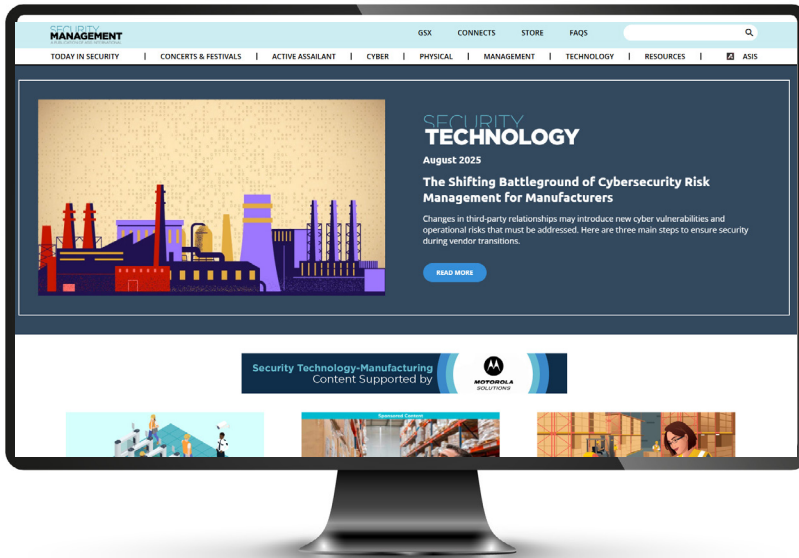 SECURITY
MANAGEMENT
GSX CONNECTS STORE FAQS
TODAY IN SECURITY | CONCERTS & FESTIVALS | ACTIVE ASSAILANT | CYBER | PHYSICAL | MANAGEMENT | TECHNOLOGY | RESOURCES | ASIS
SECURITY
TECHNOLOGY
August 2025
The Shifting Battleground of Cybersecurity Risk
Management for Manufacturers
Changes in third-party relationships may introduce new cyber vulnerabilities and
operational risks that must be addressed. Here are three main steps to ensure security
during vendor transitions.
READ MORE
Security Technology-Manufacturing
Content Supported by
MOTOROLA
SOLUTIONS
Sponsored Content